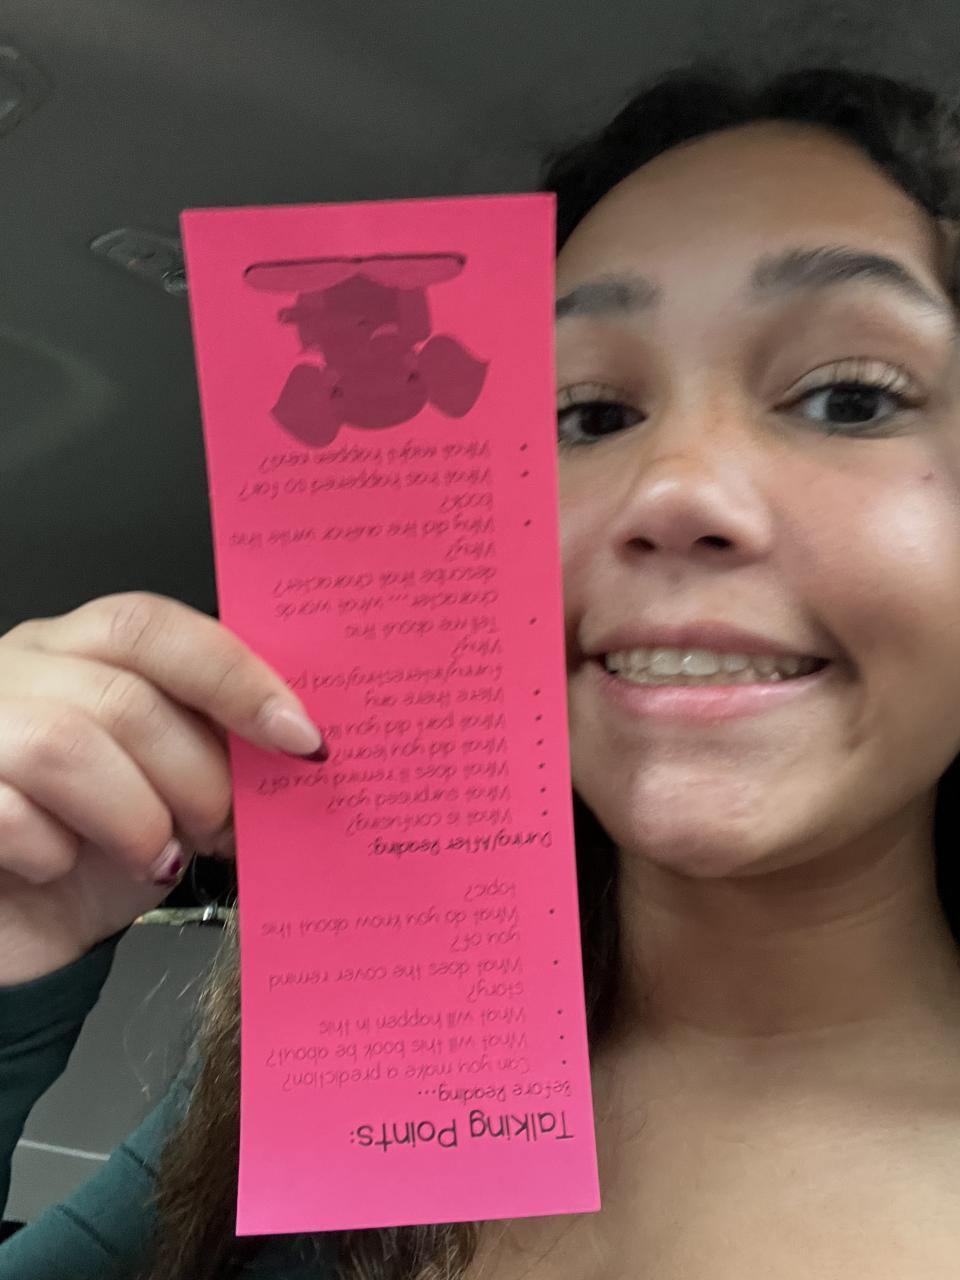 Talking Points:
Before Reading...
Can you make a prediction?
What will this book be about?
What will happen in this
story?
What does the cover remind
you of?
What do you know about this
topic?
During/After Reading:
What is confusing?
What surprised you?
What does it remind you of?
What did you learn?
What part did you
Were there any
funny/interesting/sad
Why?
Tell me about this
character... what words
describe that character?
Why?
Why did the author write this
book?
What has happened so far?
What might happen next?